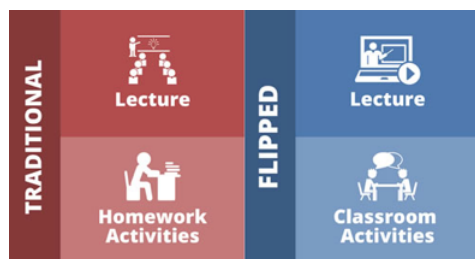 TRADITIONAL
Lecture
Homework
Activities
FLIPPED
Lecture
Classroom
Activities